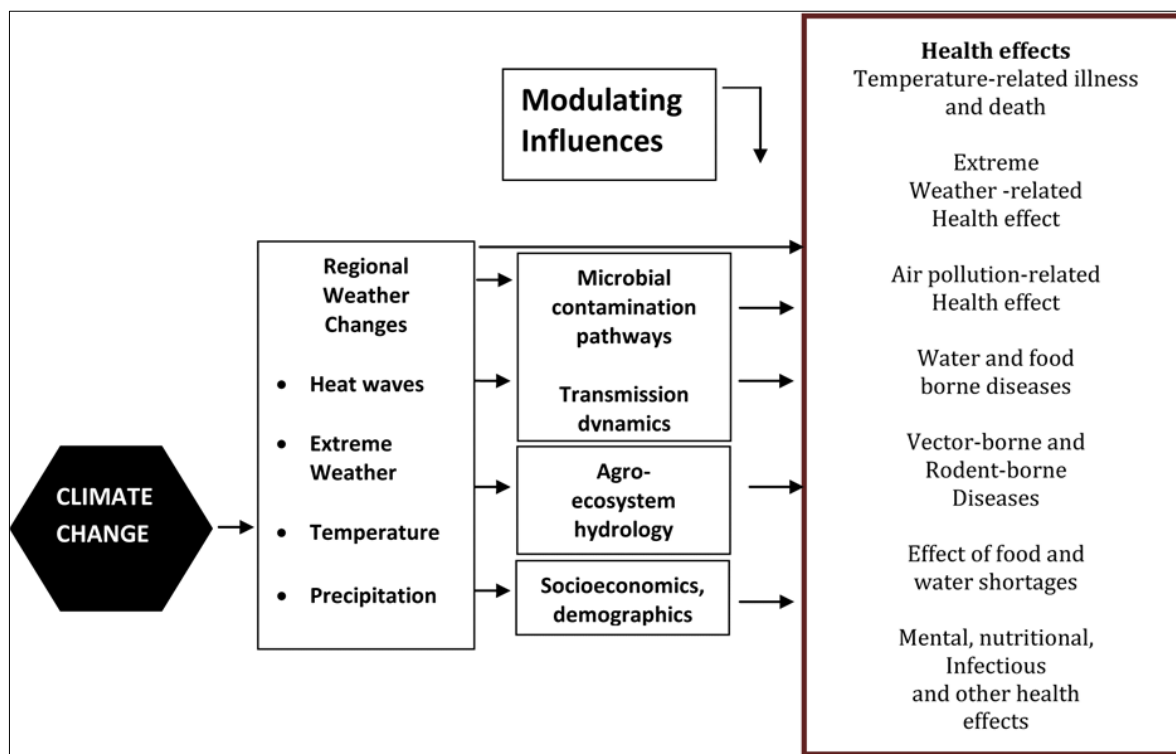 CLIMATE
CHANGE
Regional
Weather
Changes
• Heat waves
• Extreme
Weather
• Temperature
• Precipitation
Modulating
Influences
Microbial
contamination
pathways
Transmission
dvnamics
Agro-
ecosystem
hydrology
Socioeconomics,
demographics
Health effects
Temperature-related illness
and death
Extreme
Weather -related
Health effect
Air pollution-related
Health effect
Water and food
borne diseases
Vector-borne and
Rodent-borne
Diseases
Effect of food and
water shortages
Mental, nutritional,
Infectious
and other health
effects